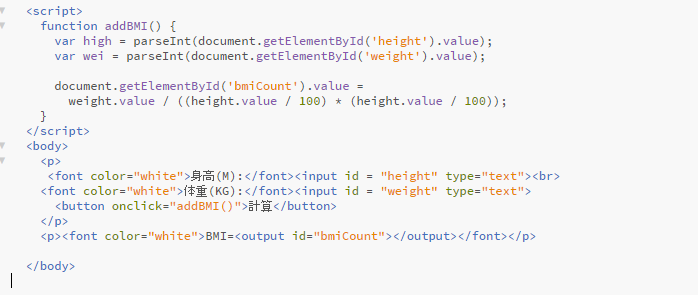 <script>
function addBMI() {
var high = parseInt(document.getElementById('height').value);
var wei = parseInt(document.getElementById('weight').value);
document.getElementById('bmiCount').value =
weight.value / ((height.value / 100) * (height.value / 100));
}
</script>
<body>
<p>
<font color="white">身高(M):</font><input id = "height" type="text"><br>
<font color="white">体重(KG):</font><input id = "weight" type="text">
<button onclick="addBMI()">計算</button>
</p>
<p><font color="white">BMI=<output id="bmiCount"></output></font></p>
</body>